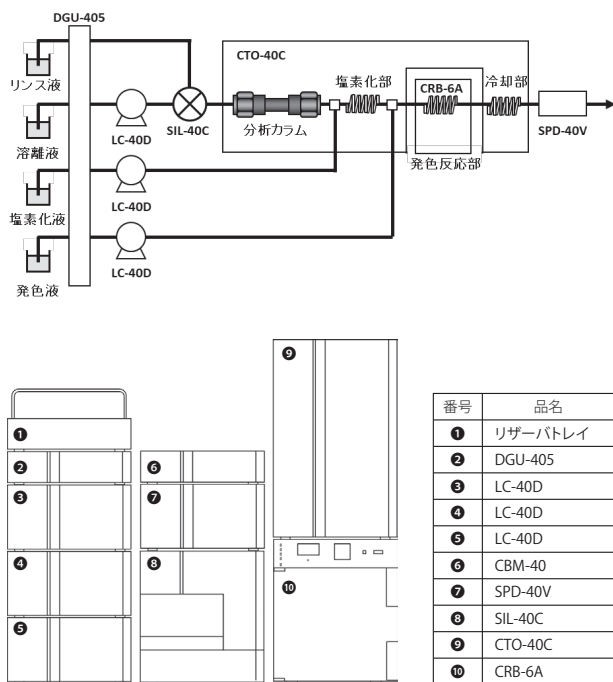 DGU-405
リンス液
溶離液
塩素化液
発色液
LC-40D
LC-40D
LC-40D
SIL-40C
CTO-40C
分析カラム
塩素化部
CRB-6A
発色反応部
冷却部
SPD-40V
❶
❷
❸
❹
❺
❻
❼
❽
❾
❿
番号 品名
❶ リザーバトレイ
❷ DGU-405
❸ LC-40D
❹ LC-40D
❺ LC-40D
❻ CBM-40
❼ SPD-40V
❽ SIL-40C
❾ CTO-40C
❿ CRB-6A